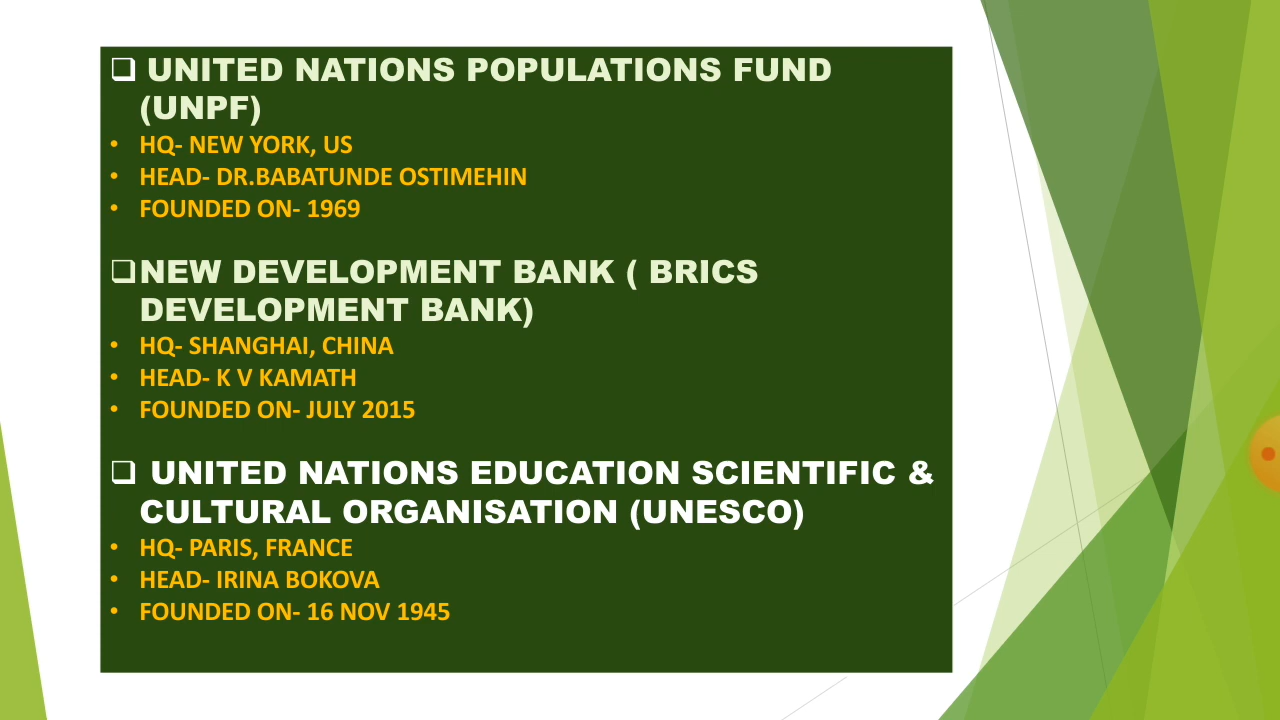 ❑ UNITED NATIONS POPULATIONS FUND
(UNPF)
• HQ- NEW YORK, US
• HEAD- DR.BABATUNDE OSTIMEHIN
• FOUNDED ON- 1969
❑NEW DEVELOPMENT BANK ( BRICS
DEVELOPMENT BANK)
• HQ- SHANGHAI, CHINA
• HEAD- K V KAMATH
• FOUNDED ON- JULY 2015
❑ UNITED NATIONS EDUCATION SCIENTIFIC &
CULTURAL ORGANISATION (UNESCO)
• HQ- PARIS, FRANCE
• HEAD- IRINA BOKOVA
• FOUNDED ON- 16 NOV 1945